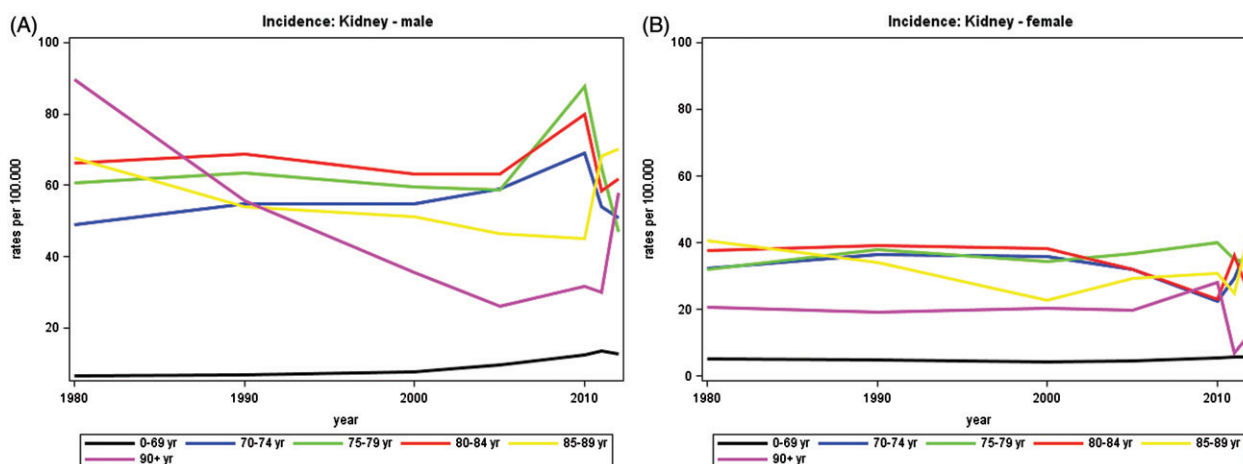 (A)
Incidence: Kidney - male
100
80
60
40
20
rates per 100.000
1980
1990
2000
2010
year
0-69 yr 70-74 yr 75-79 yr 80-84 yr 85-89 yr
90+ yr
(B)
Incidence: Kidney - female
100
80
60
40
20
0
rates per 100.000
1980
1990
2000
2010
year
0-69 yr 70-74 yr 75-79 yr 80-84 yr 85-89 yr
90+ yr